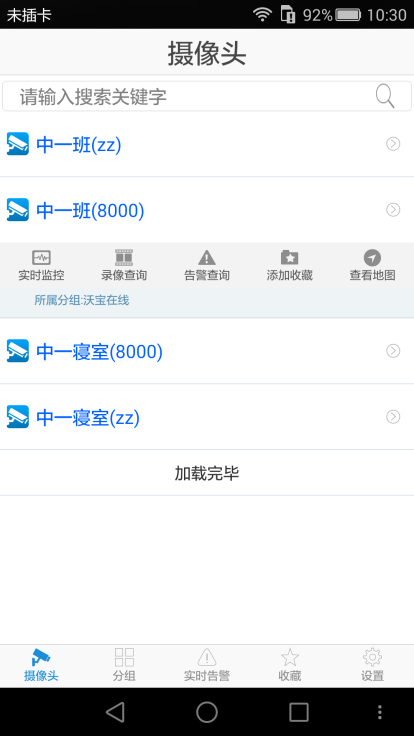 未插卡 92% 10:30
摄像头
请输入搜索关键字
中一班(zz)
中一班(8000)
实时监控 录像查询 告警查询 添加收藏 查看地图
所属分组:沃宝在线
中一寝室(8000)
中一寝室(zz)
加载完毕
摄像头 分组 实时告警 收藏 设置